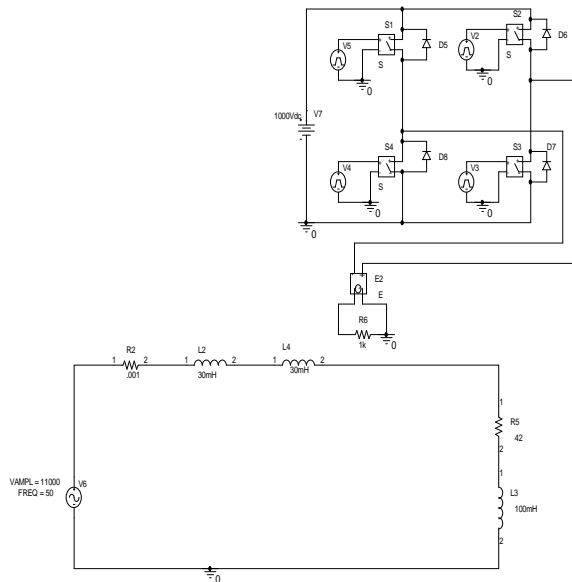 S1
S2
V5
D5
V2
D6
S
S
0
0
1000Vdc
V7
S4
S3
D7
V4
D8
V3
S
S
0
0
0
E2
E
R6
1k
0
R2
L2
L4
1
2
1
2
1
2
.001
30mH
30mH
1
R5
42
2
VAMPL = 11000
FREQ = 50
V6
1
L3
100mH
2
0